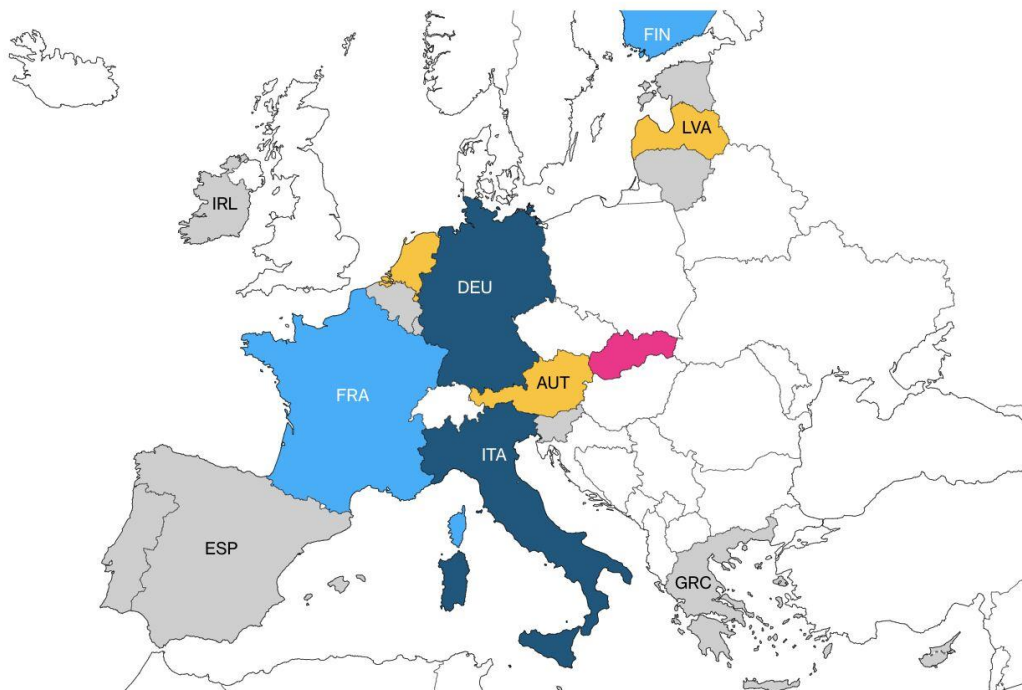 FIN
LVA
IRL
DEU
AUT
FRA
ITA
ESP
GRC